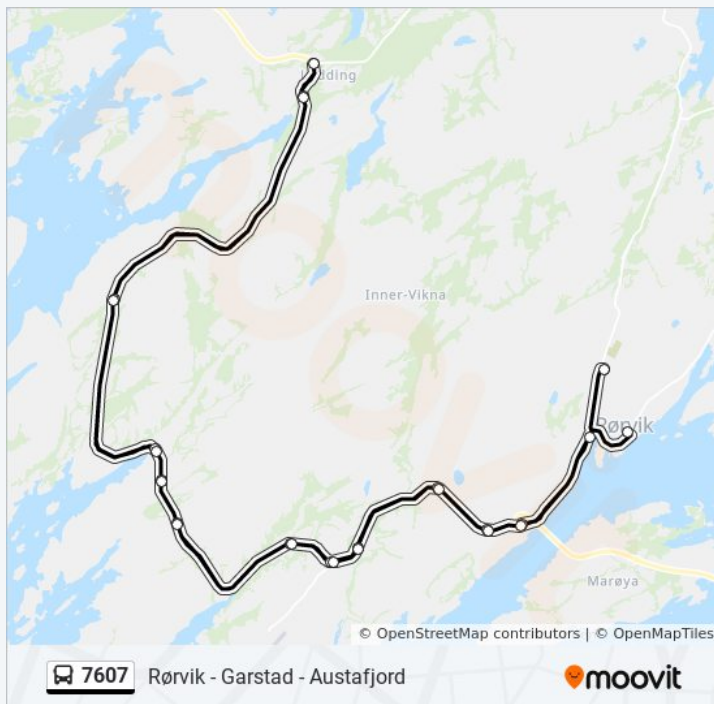 Inner-Vikna
Rørvik
Marøya
© OpenStreetMap contributors | © OpenMapTiles
7607 Rørvik - Garstad - Austafjord
moovit